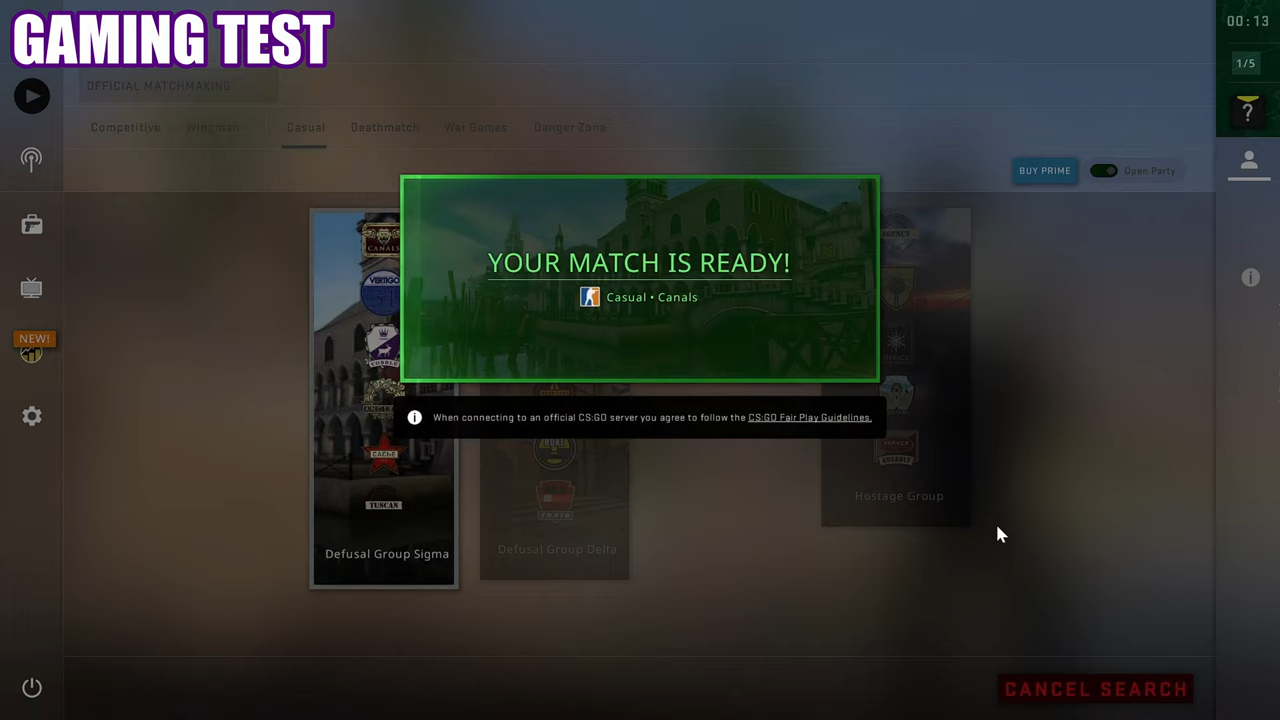 GAMING TEST
00:13
1/5
OFFICIAL MATCHMAKING
Competitive
Wingman
Casual
Deathmatch
War Games
Danger Zone
BUY PRIME
Open Party
CANALS
VERTIGO
AGENCY
YOUR MATCH IS READY!
Casual • Canals
NEW!
OFFICE
When connecting to an official CS:GO server you agree to follow the CS:GO Fair Play Guidelines.
CACHE
TUSCAN
TRAIN
Hostage Group
Defusal Group Sigma
Defusal Group Delta
CANCEL SEARCH